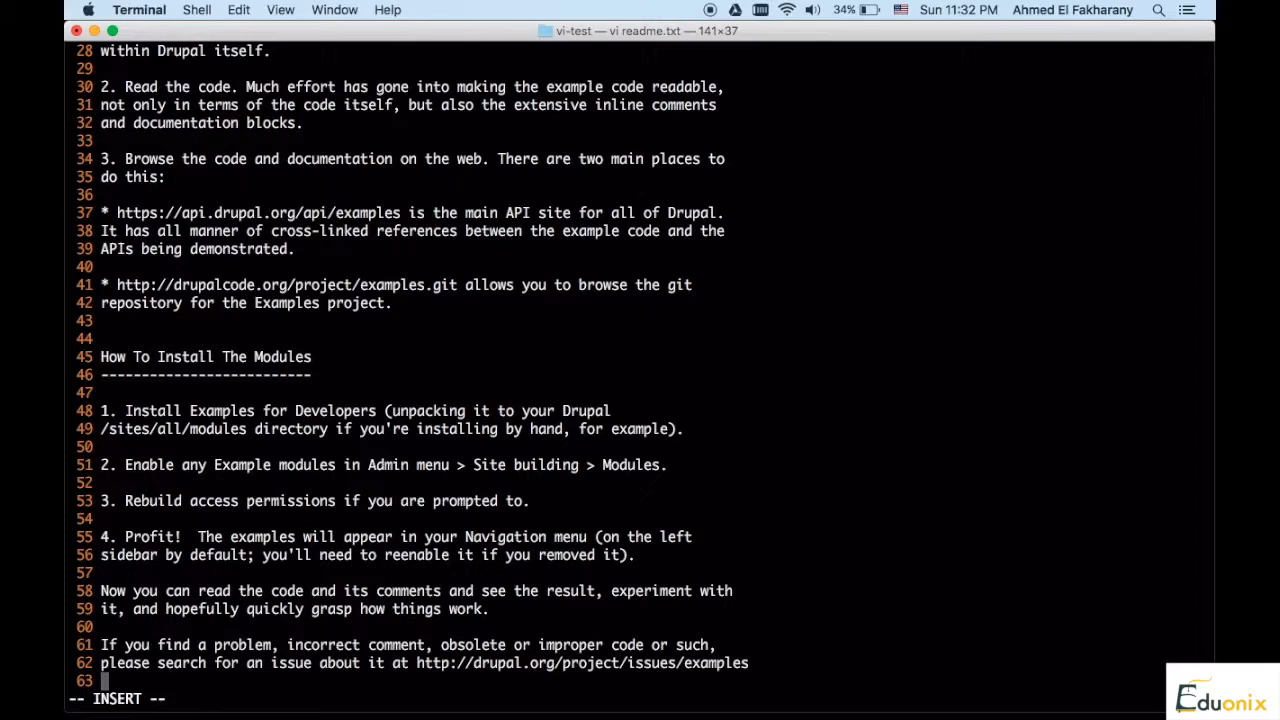 Terminal Shell Edit View Window Help 34% Sun 11:32 PM Ahmed El Fakharany
vi-test — vi readme.txt — 141×37
28 within Drupal itself.
29
30 2. Read the code. Much effort has gone into making the example code readable,
31 not only in terms of the code itself, but also the extensive inline comments
32 and documentation blocks.
33
34 3. Browse the code and documentation on the web. There are two main places to
35 do this:
36
37 * https://api.drupal.org/api/examples is the main API site for all of Drupal.
38 It has all manner of cross-linked references between the example code and the
39 APIs being demonstrated.
40
41 * http://drupalcode.org/project/examples.git allows you to browse the git
42 repository for the Examples project.
43
44
45 How To Install The Modules
46 --------------------------
47
48 1. Install Examples for Developers (unpacking it to your Drupal
49 /sites/all/modules directory if you're installing by hand, for example).
50
51 2. Enable any Example modules in Admin menu > Site building > Modules.
52
53 3. Rebuild access permissions if you are prompted to.
54
55 4. Profit!  The examples will appear in your Navigation menu (on the left
56 sidebar by default; you'll need to reenable it if you removed it).
57
58 Now you can read the code and its comments and see the result, experiment with
59 it, and hopefully quickly grasp how things work.
60
61 If you find a problem, incorrect comment, obsolete or improper code or such,
62 please search for an issue about it at http://drupal.org/project/issues/examples
63
-- INSERT --
Eduonix